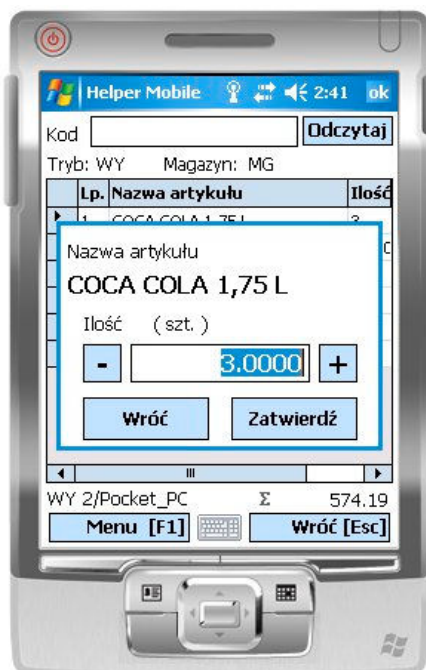 Helper Mobile 2:41 ok
Kod Odczytaj
Tryb: WY Magazyn: MG
Lp. Nazwa artykułu Ilość
1 COCA COLA 1,75 L 3
Nazwa artykułu
COCA COLA 1,75 L
Ilość ( szt. )
- 3.0000 +
Wróć Zatwierdź
WY 2/Pocket_PC Σ 574.19
Menu [F1] Wróć [Esc]